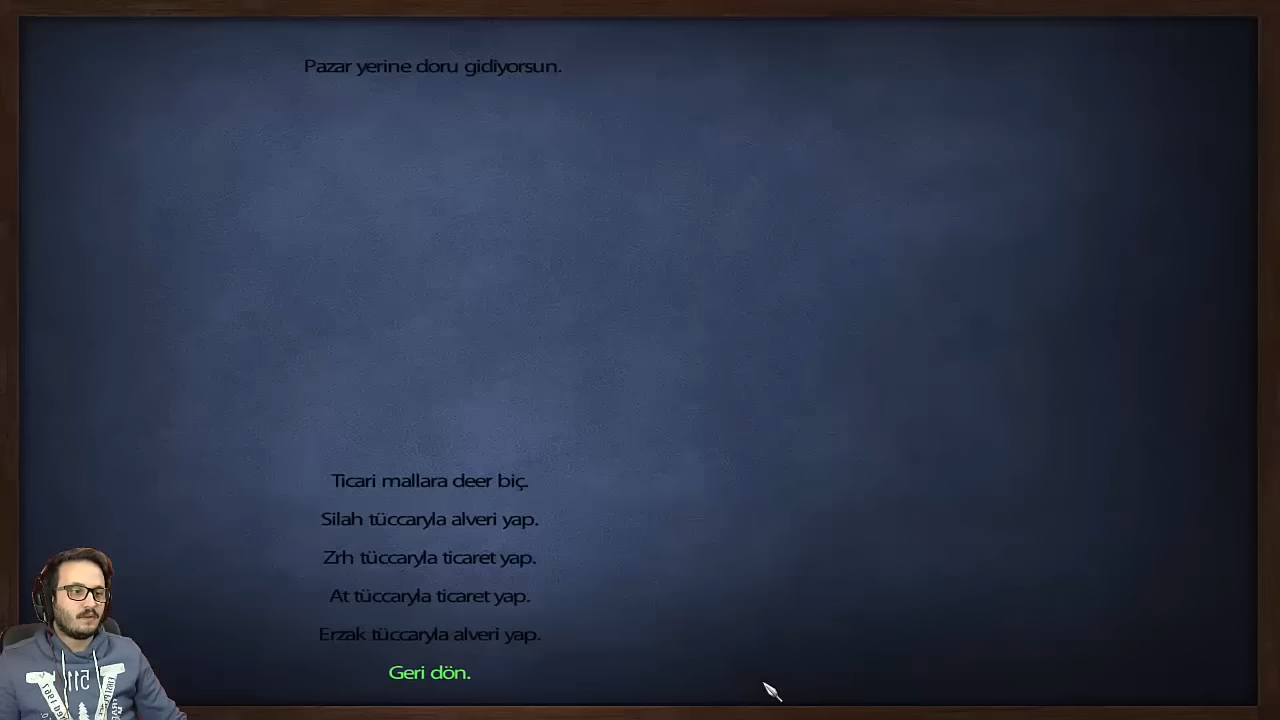 Pazar yerine doru gidiyorsun.
Ticari mallara deer biç.
Silah tüccaryla alveri yap.
Zrh tüccaryla ticaret yap.
At tüccaryla ticaret yap.
Erzak tüccaryla alveri yap.
Geri dön.